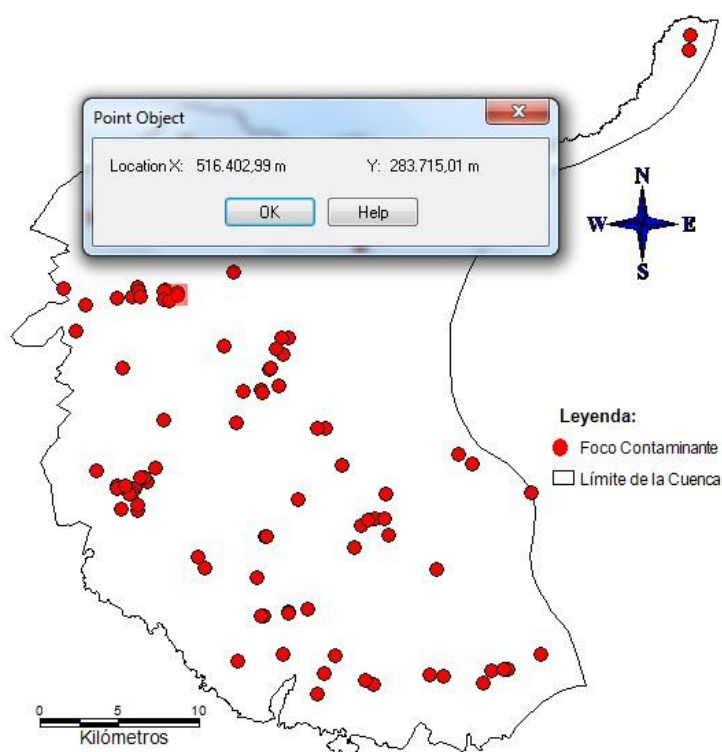 Point Object
Location X: 516.402,99 m Y: 283.715,01 m
OK Help
N
W E
S
Leyenda:
Foco Contaminante
Límite de la Cuenca
0 5 10
Kilómetros